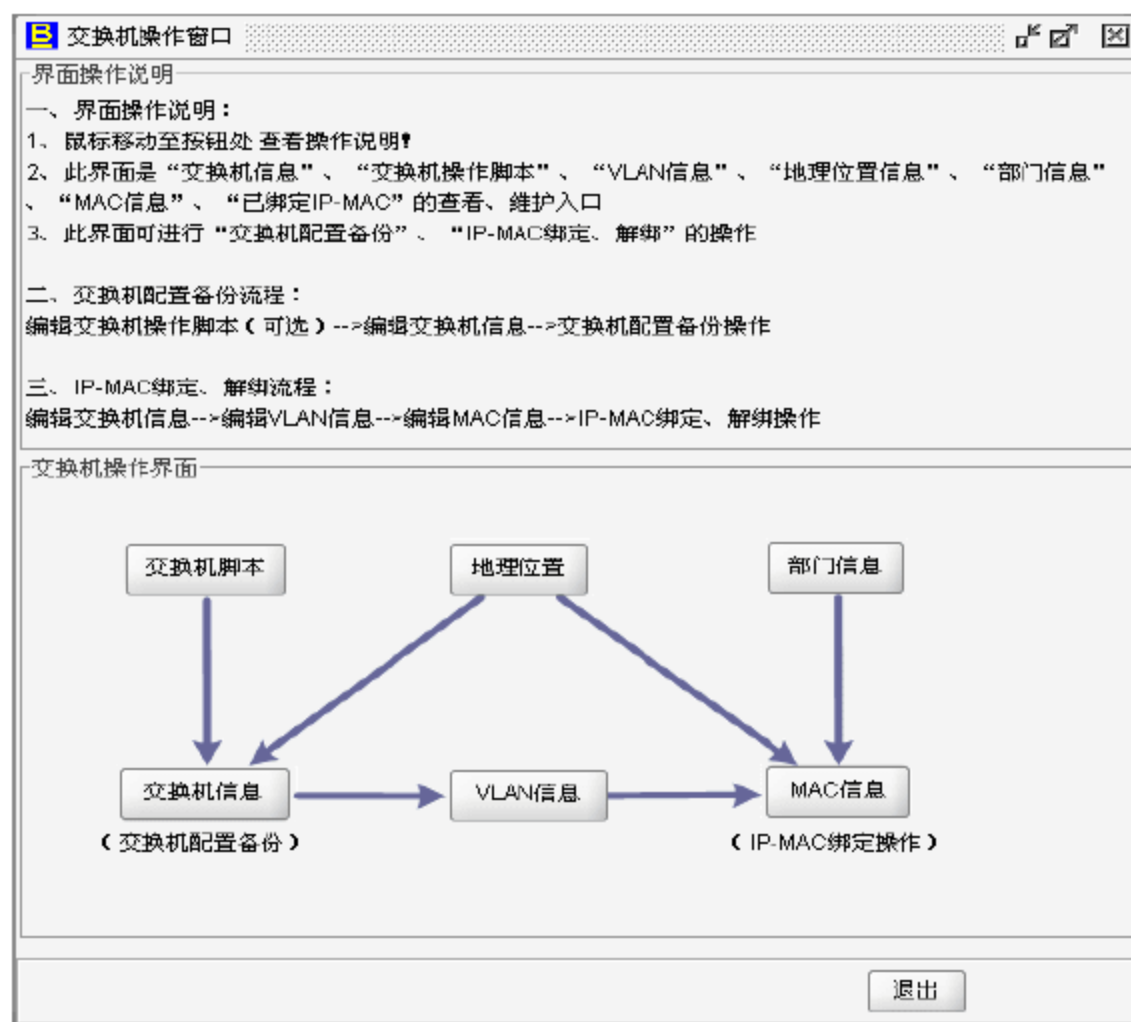 B 交换机操作窗口
界面操作说明
一、界面操作说明：
1、鼠标移动至按钮处 查看操作说明!
2、此界面是“交换机信息”、“交换机操作脚本”、“VLAN信息”、“地理位置信息”、“部门信息”
、“MAC信息”、“已绑定IP-MAC”的查看、维护入口
3、此界面可进行“交换机配置备份”、“IP-MAC绑定、解绑”的操作
二、交换机配置备份流程：
编辑交换机操作脚本（可选）-->编辑交换机信息-->交换机配置备份操作
三、IP-MAC绑定、解绑流程：
编辑交换机信息-->编辑VLAN信息-->编辑MAC信息-->IP-MAC绑定、解绑操作
交换机操作界面
交换机脚本
地理位置
部门信息
交换机信息
VLAN信息
MAC信息
（交换机配置备份）
（IP-MAC绑定操作）
退出